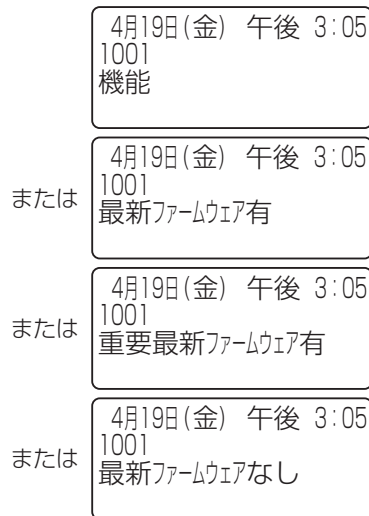 4月19日(金) 午後 3:05
1001
機能
または
4月19日(金) 午後 3:05
1001
最新ﾌｧｰﾑｳｪｱ有
または
4月19日(金) 午後 3:05
1001
重要最新ﾌｧｰﾑｳｪｱ有
または
4月19日(金) 午後 3:05
1001
最新ﾌｧｰﾑｳｪｱなし